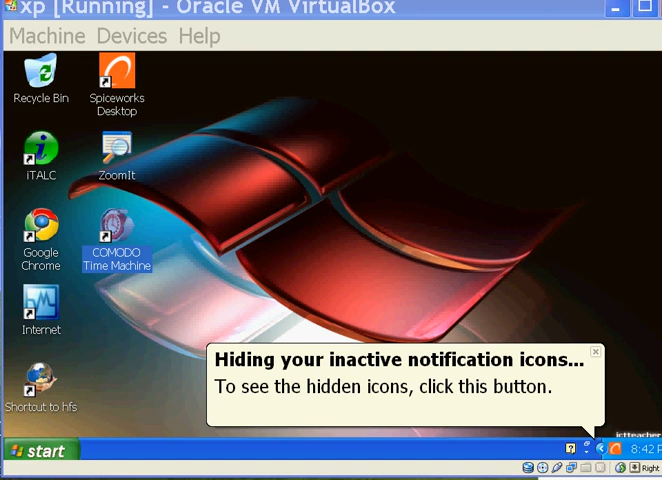 xp [Running] - Oracle VM VirtualBox
Machine Devices Help
Recycle Bin
Spiceworks
Desktop
iTALC
ZoomIt
Google
Chrome
COMODO
Time Machine
Internet
Shortcut to hfs
Hiding your inactive notification icons...
To see the hidden icons, click this button.
ictteacher
start
8:42 P
Right